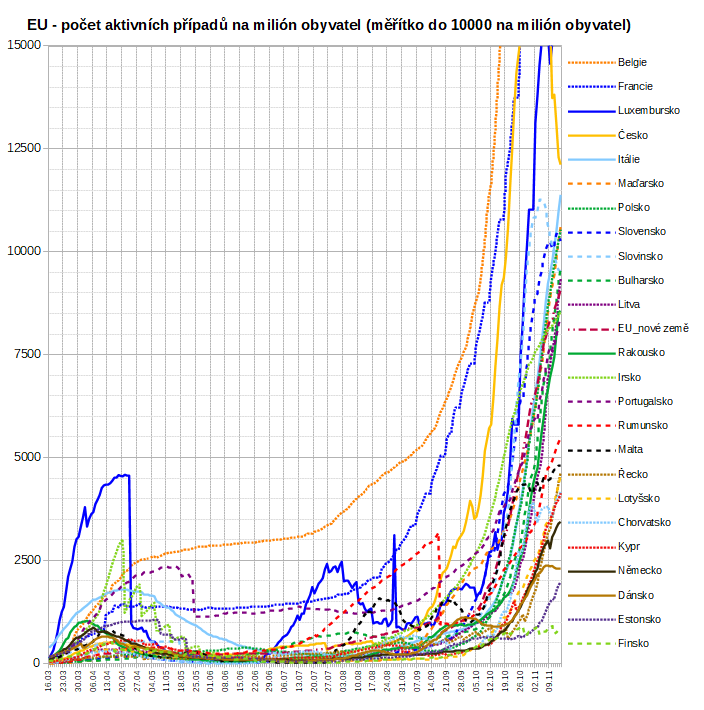 EU - počet aktivních případů na milión obyvatel (měřítko do 10000 na milión obyvatel)
15000
12500
10000
7500
5000
2500
0
Belgie
Francie
Luxembursko
Česko
Itálie
Maďarsko
Polsko
Slovensko
Slovinsko
Bulharsko
Litva
EU_nové země
Rakousko
Irsko
Portugalsko
Rumunsko
Malta
Řecko
Lotyšsko
Chorvatsko
Kypr
Německo
Dánsko
Estonsko
Finsko
16.03
23.03
30.03
06.04
13.04
20.04
27.04
04.05
11.05
18.05
25.05
01.06
08.06
15.06
22.06
29.06
06.07
13.07
20.07
27.07
03.08
10.08
17.08
24.08
31.08
07.09
14.09
21.09
28.09
05.10
12.10
19.10
26.10
02.11
09.11